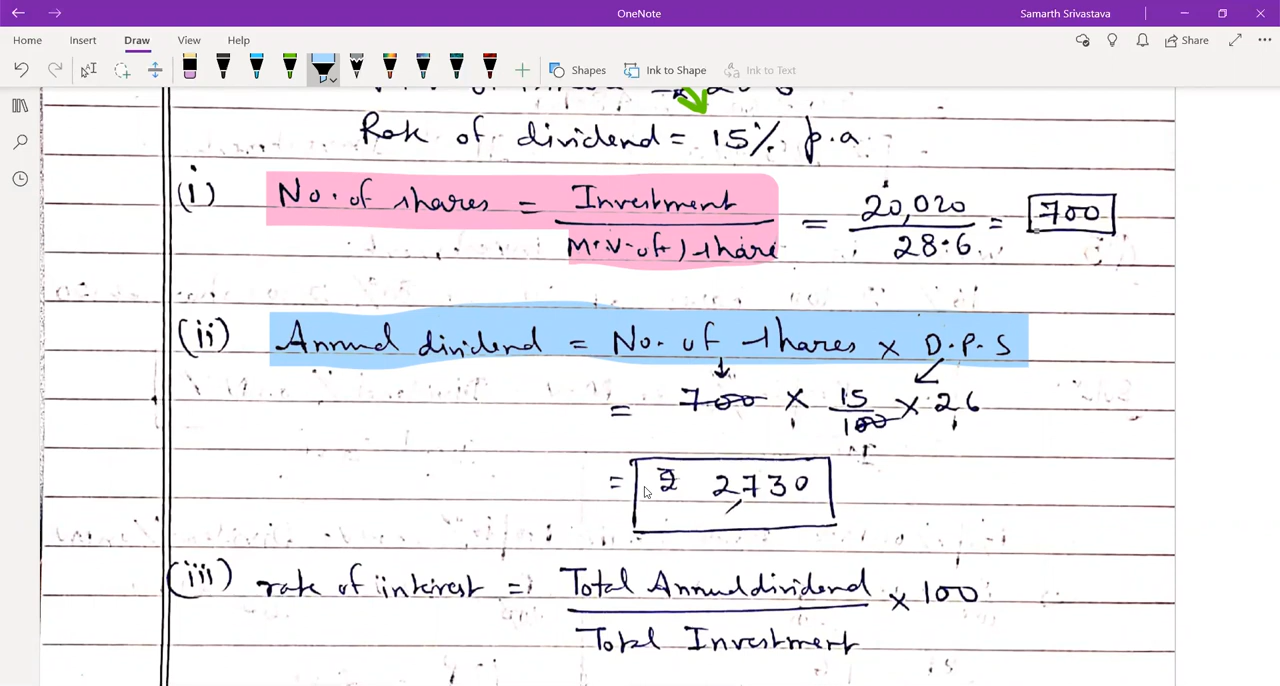 OneNote
Samarth Srivastava
Home Insert Draw View Help
Share
Shapes Ink to Shape Ink to Text
Rate of dividend = 15% p.a.
(i) No. of shares = Investment / M.V. of 1 share = 20,020 / 28.6 = 700
(ii) Annual dividend = No. of shares × D.P.S
= 700 × 15/100 × 26
= ₹ 2,730
(iii) rate of interest = Total Annual dividend / Total Investment × 100